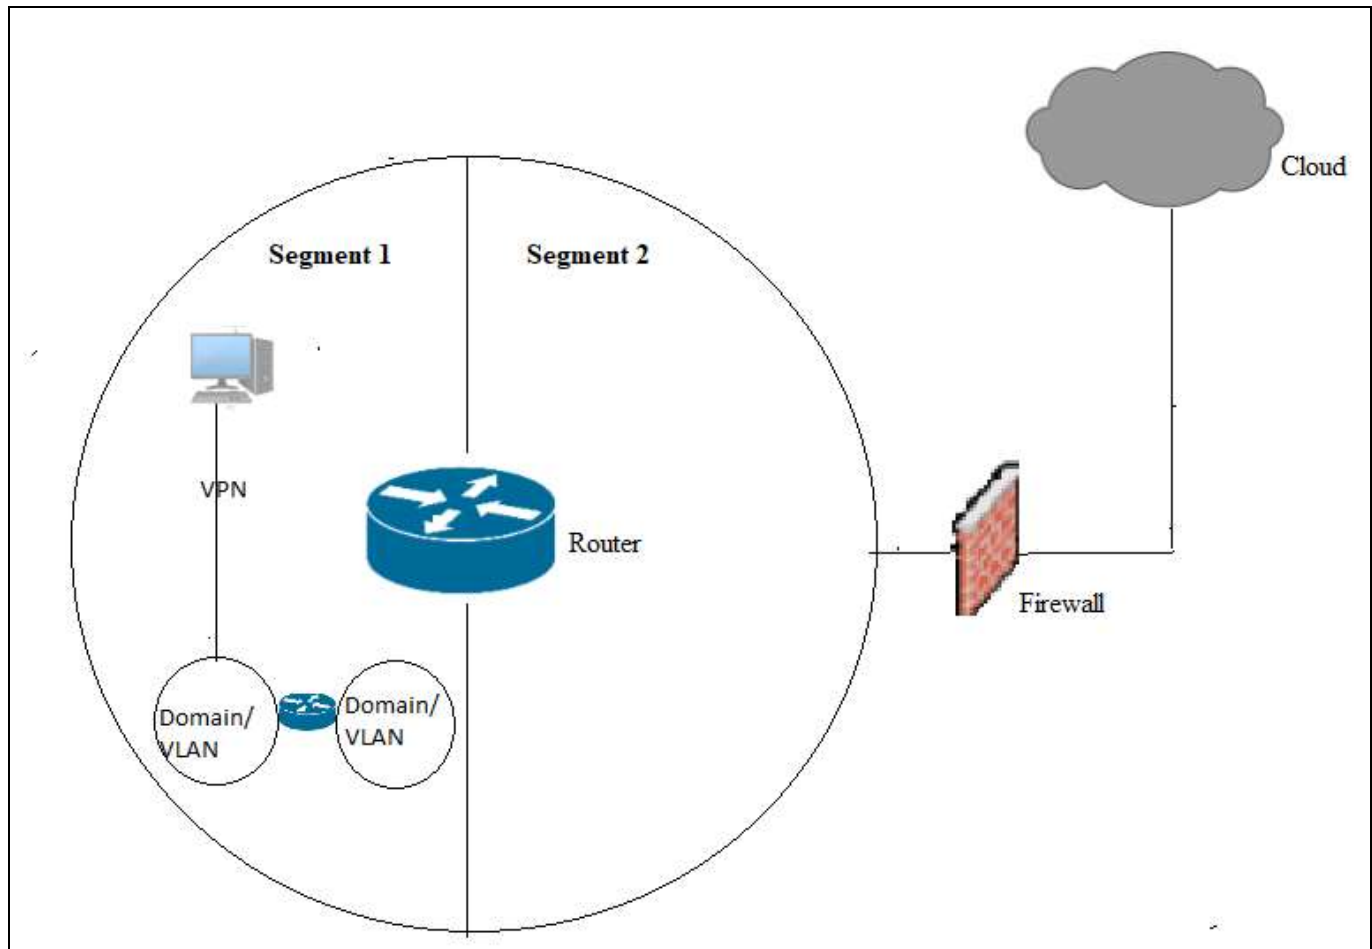 Cloud
Segment 1
Segment 2
VPN
Router
Firewall
Domain/
VLAN
Domain/
VLAN